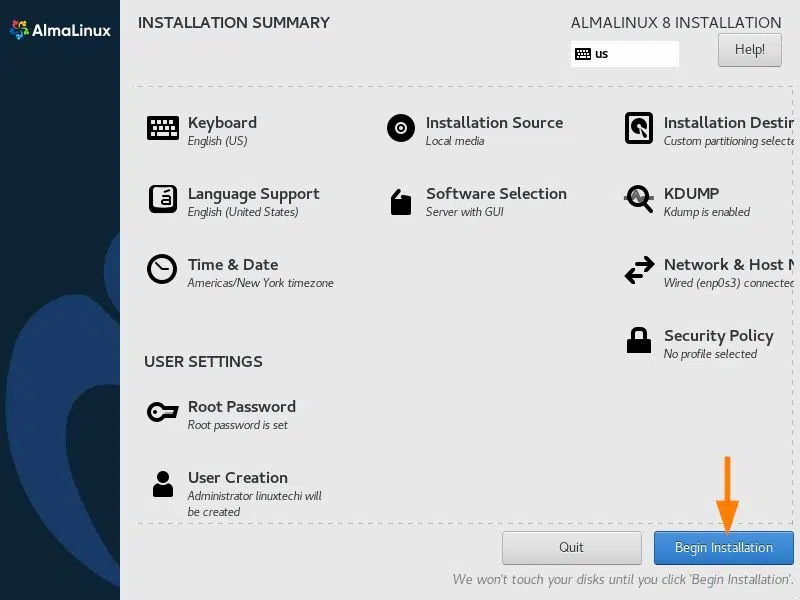 AlmaLinux
INSTALLATION SUMMARY
ALMALINUX 8 INSTALLATION
us
Help!
Keyboard
English (US)
Installation Source
Local media
Installation Destin
Custom partitioning selecte
Language Support
English (United States)
Software Selection
Server with GUI
KDUMP
Kdump is enabled
Time & Date
Americas/New York timezone
Network & Host N
Wired (enp0s3) connected
Security Policy
No profile selected
USER SETTINGS
Root Password
Root password is set
User Creation
Administrator linuxtechi will
be created
Quit
Begin Installation
We won't touch your disks until you click 'Begin Installation'.